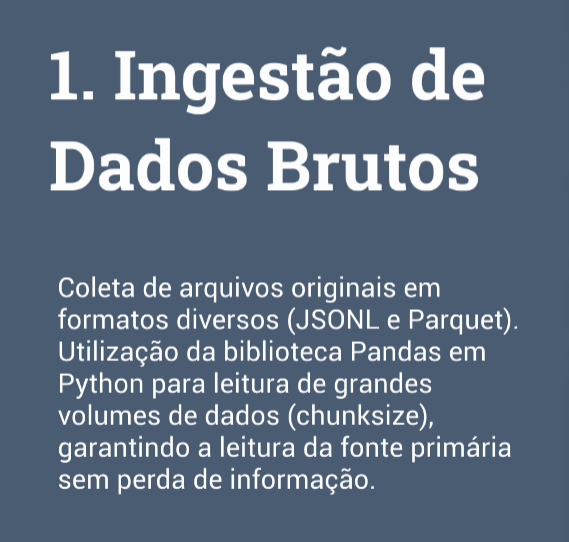 1. Ingestão de
Dados Brutos
Coleta de arquivos originais em
formatos diversos (JSONL e Parquet).
Utilização da biblioteca Pandas em
Python para leitura de grandes
volumes de dados (chunksize),
garantindo a leitura da fonte primária
sem perda de informação.